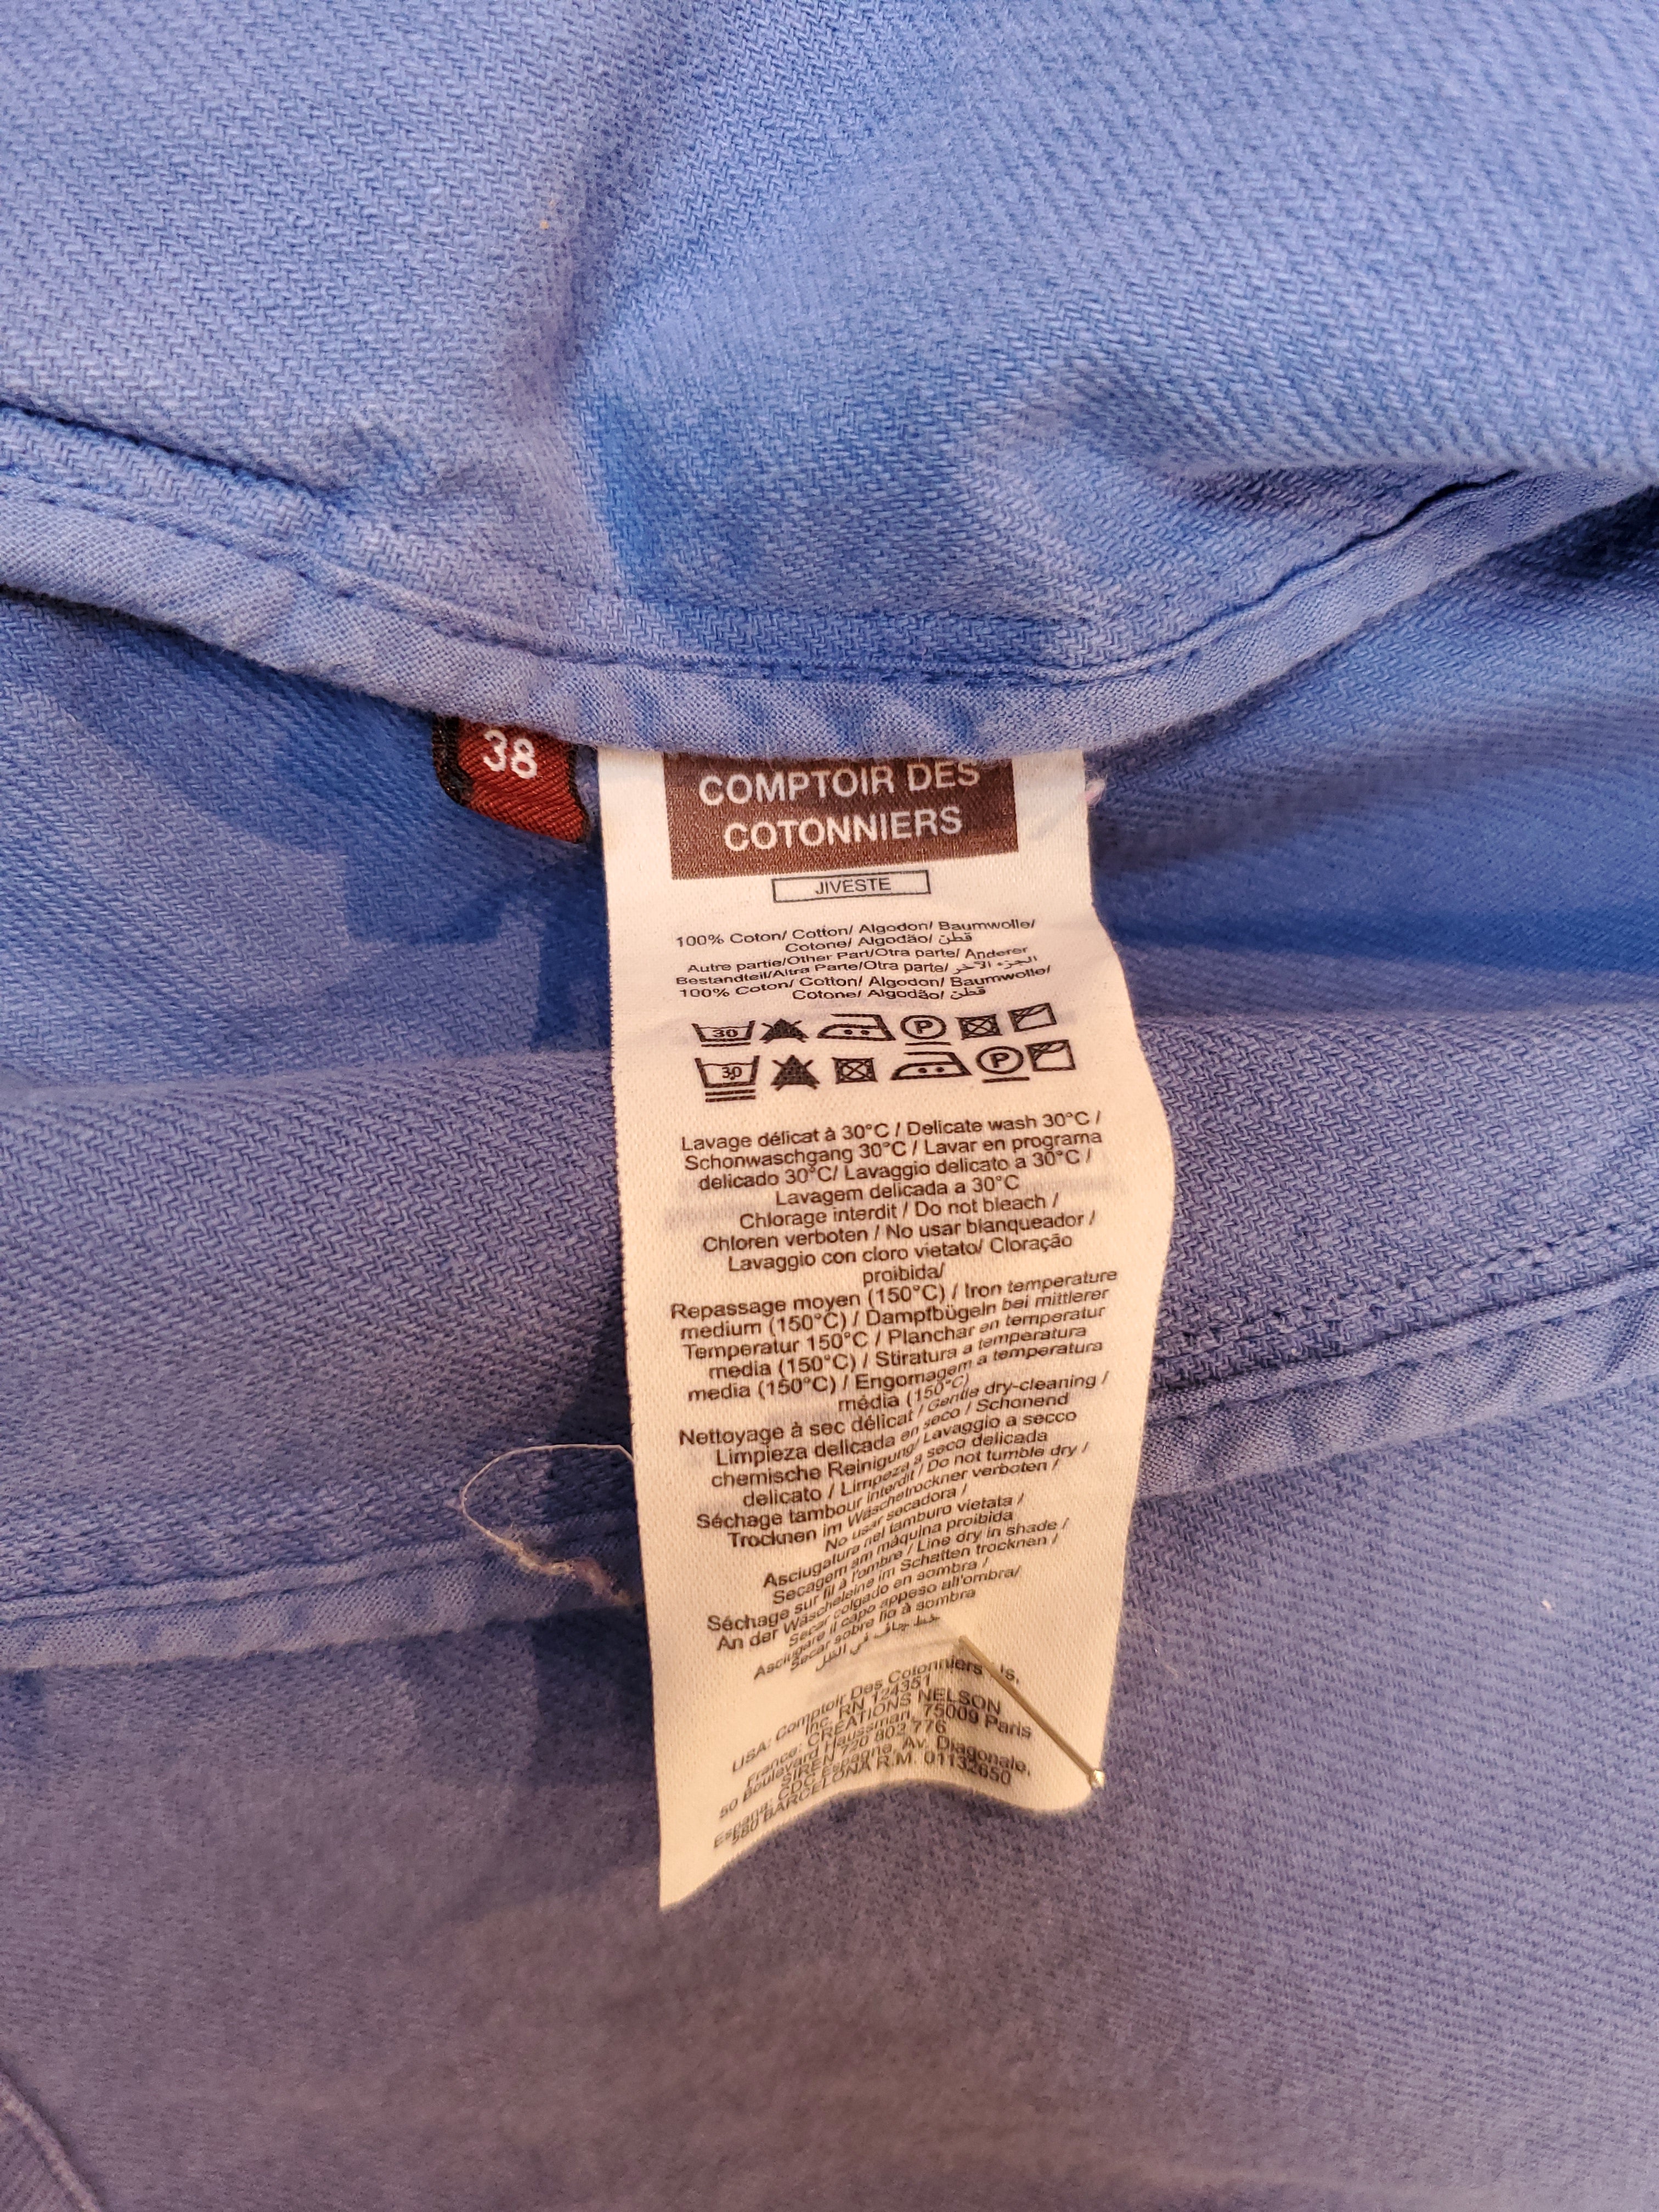 38
COMPTOIR DES
COTONNIERS
JIVESTE
100% Coton/ Cotton/ Algodon/ Baumwolle/
Cotone/ Algodão/ قطن
Autre partie/Other Part/Otra parte/ Anderer
Bestandteil/Altra Parte/Otra parte/ الجزء الآخر
100% Coton/ Cotton/ Algodon/ Baumwolle/
Cotone/ Algodão/ قطن
30 P
30 P
Lavage délicat à 30°C / Delicate wash 30°C /
Schonwaschgang 30°C / Lavar en programa
delicado 30°C/ Lavaggio delicato a 30°C /
Lavagem delicada a 30°C
Chlorage interdit / Do not bleach /
Chloren verboten / No usar blanqueador /
Lavaggio con cloro vietato/ Cloração
proibida/
Repassage moyen (150°C) / Iron temperature
medium (150°C) / Dampfbügeln bei mittlerer
Temperatur 150°C / Planchar en temperatur
media (150°C) / Stiratura a temperatura
media (150°C) / Engomagem a temperatura
média (150°C)
Nettoyage à sec délicat / Gentle dry-cleaning /
Limpieza delicada en seco / Schonend
chemische Reinigung/ Lavaggio a secco
delicato / Limpeza a seco delicada
Séchage tambour interdit / Do not tumble dry /
Trocknen im Wäschetrockner verboten /
No usar secadora /
Asciugatura nel tamburo vietata /
Secagem am màquina proibida
Séchage sur fil à l'ombre / Line dry in shade /
An der Wäscheleine im Schatten trocknen /
Secar colgado en sombra /
Asciugare il capo appeso all'ombra/
Secar sobre fio à sombra
في الظل
USA: Comptoir Des Cotonniers
Inc. RN 124351
France: CRÉATIONS NELSON
50 Boulevard Haussman, 75009 Paris
SIREN 720 802 776
Espana: CDC Espagne, Av. Diagonale,
580 BARCELONA R.M. 01132650